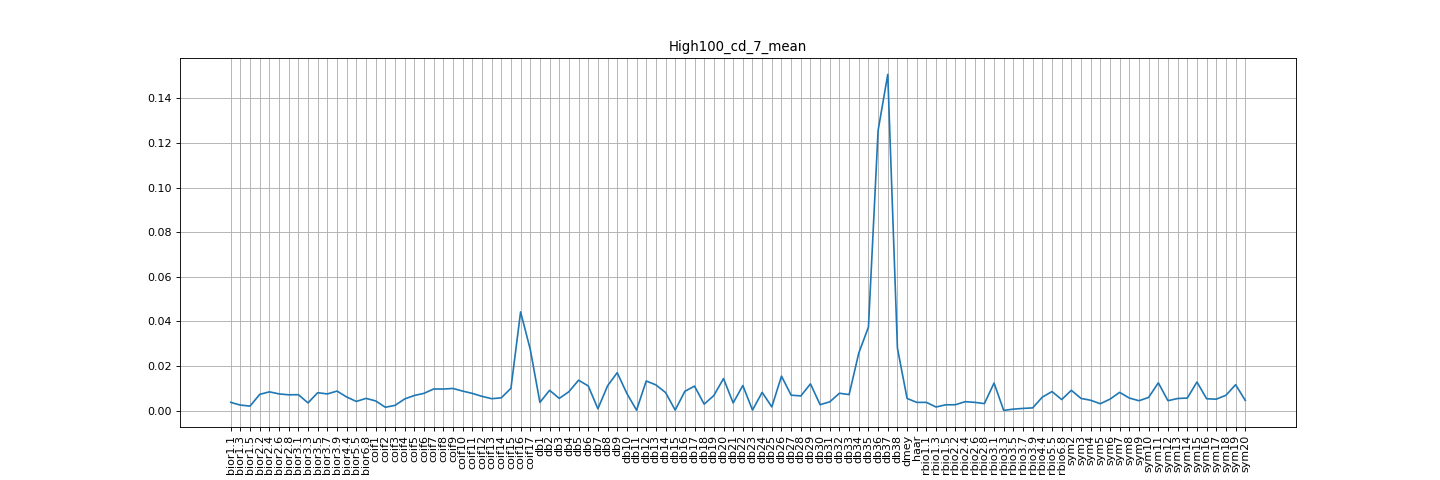 High100_cd_7_mean
0.14
0.12
0.10
0.08
0.06
0.04
0.02
0.00
bior1.1
bior1.3
bior1.5
bior2.2
bior2.4
bior2.6
bior2.8
bior3.1
bior3.3
bior3.5
bior3.7
bior3.9
bior4.4
bior5.5
bior6.8
coif1
coif2
coif3
coif4
coif5
coif6
coif7
coif8
coif9
coif10
coif11
coif12
coif13
coif14
coif15
coif16
coif17
db1
db2
db3
db4
db5
db6
db7
db8
db9
db10
db11
db12
db13
db14
db15
db16
db17
db18
db19
db20
db21
db22
db23
db24
db25
db26
db27
db28
db29
db30
db31
db32
db33
db34
db35
db36
db37
db38
dmey
haar
rbio1.1
rbio1.3
rbio1.5
rbio2.2
rbio2.4
rbio2.6
rbio2.8
rbio3.1
rbio3.3
rbio3.5
rbio3.7
rbio3.9
rbio4.4
rbio5.5
rbio6.8
sym2
sym3
sym4
sym5
sym6
sym7
sym8
sym9
sym10
sym11
sym12
sym13
sym14
sym15
sym16
sym17
sym18
sym19
sym20